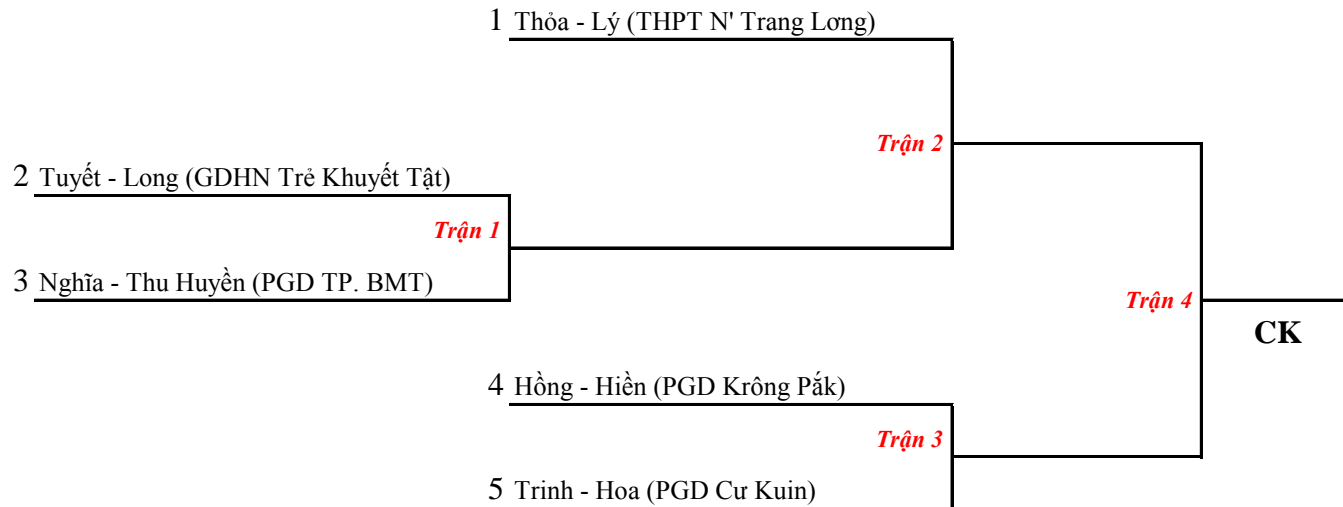 1 Thỏa - Lý (THPT N' Trang Lơng)
Trận 2
2 Tuyết - Long (GDHN Trẻ Khuyết Tật)
Trận 1
3 Nghĩa - Thu Huyền (PGD TP. BMT)
Trận 4
CK
4 Hồng - Hiền (PGD Krông Pắk)
Trận 3
5 Trinh - Hoa (PGD Cư Kuin)